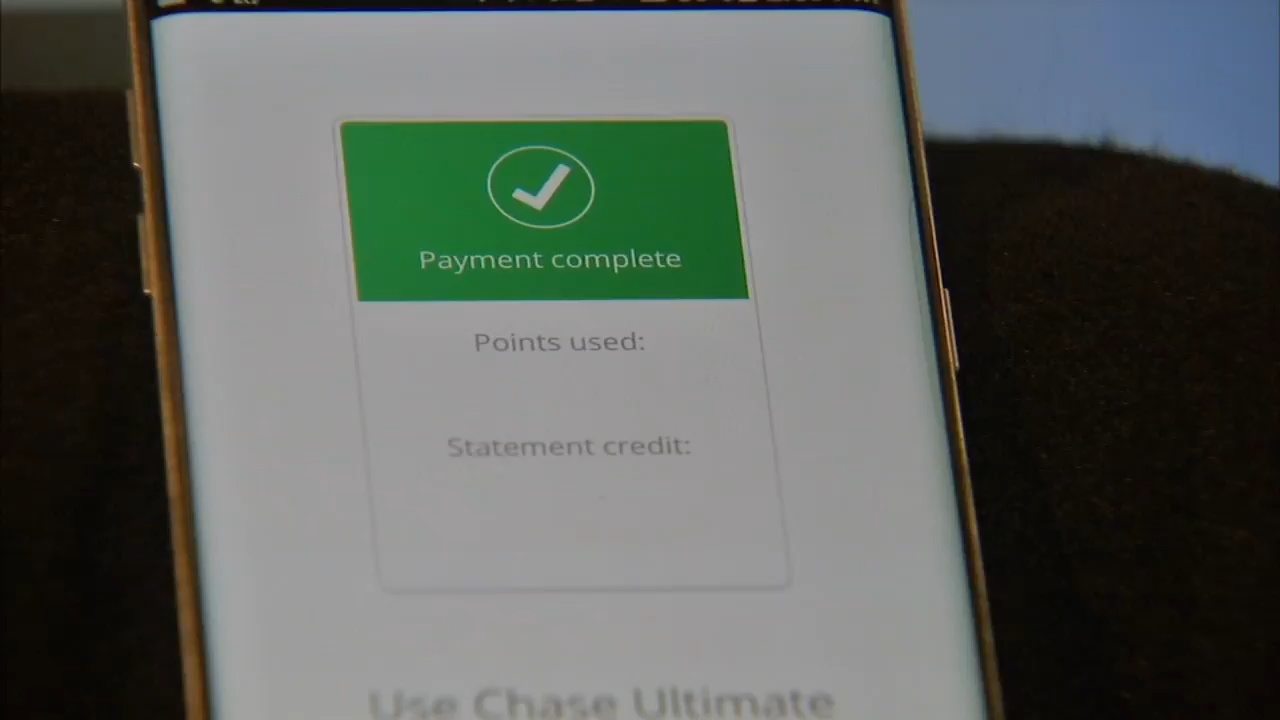 Payment complete
Points used:
Statement credit:
Use Chase Ultimate